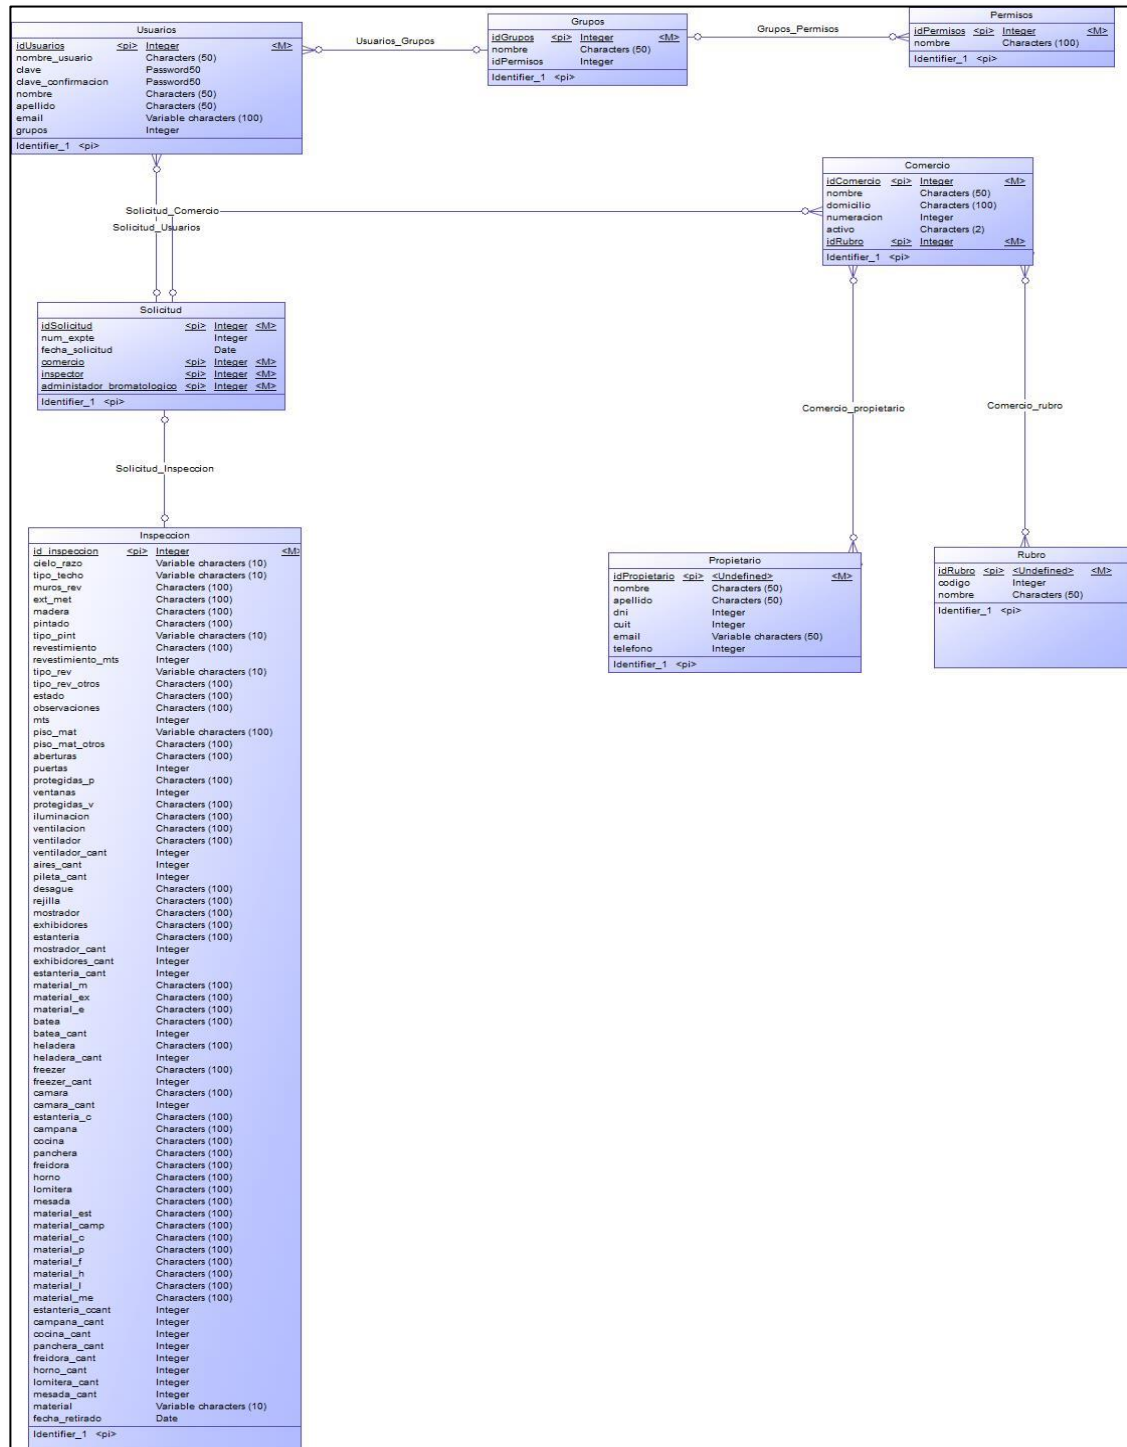 Usuarios
idUsuarios <pi> Integer <M>
nombre_usuario Characters (50)
clave Password50
clave_confirmacion Password50
nombre Characters (50)
apellido Characters (50)
email Variable characters (100)
grupos Integer
Identifier_1 <pi>
Usuarios_Grupos
Grupos
idGrupos <pi> Integer <M>
nombre Characters (50)
idPermisos Integer
Identifier_1 <pi>
Grupos_Permisos
Permisos
idPermisos <pi> Integer <M>
nombre Characters (100)
Identifier_1 <pi>
Solicitud_Comercio
Solicitud_Usuarios
Comercio
idComercio <pi> Integer <M>
nombre Characters (50)
domicilio Characters (100)
numeracion Integer
activo Characters (2)
idRubro <pi> Integer <M>
Identifier_1 <pi>
Solicitud
idSolicitud <pi> Integer <M>
num_expte Integer
fecha_solicitud Date
comercio <pi> Integer <M>
inspector <pi> Integer <M>
administador_bromatologico <pi> Integer <M>
Identifier_1 <pi>
Comercio_propietario
Comercio_rubro
Solicitud_Inspeccion
Propietario
idPropietario <pi> <Undefined> <M>
nombre Characters (50)
apellido Characters (50)
dni Integer
cuit Integer
email Variable characters (50)
telefono Integer
Identifier_1 <pi>
Rubro
idRubro <pi> <Undefined> <M>
codigo Integer
nombre Characters (50)
Identifier_1 <pi>
Inspeccion
id_inspeccion <pi> Integer <M>
cielo_razo Variable characters (10)
tipo_techo Variable characters (10)
muros_rev Characters (100)
ext_met Characters (100)
madera Characters (100)
pintado Characters (100)
tipo_pint Variable characters (10)
revestimiento Characters (100)
revestimiento_mts Integer
tipo_rev Variable characters (10)
tipo_rev_otros Characters (100)
estado Characters (100)
observaciones Characters (100)
mts Integer
piso_mat Variable characters (100)
piso_mat_otros Characters (100)
aberturas Characters (100)
puertas Integer
protegidas_p Characters (100)
ventanas Integer
protegidas_v Characters (100)
iluminacion Characters (100)
ventilacion Characters (100)
ventilador Characters (100)
ventilador_cant Integer
aires_cant Integer
pileta_cant Integer
desague Characters (100)
rejilla Characters (100)
mostrador Characters (100)
exhibidores Characters (100)
estanteria Characters (100)
mostrador_cant Integer
exhibidores_cant Integer
estanteria_cant Integer
material_m Characters (100)
material_ex Characters (100)
material_e Characters (100)
batea Characters (100)
batea_cant Integer
heladera Characters (100)
heladera_cant Integer
freezer Characters (100)
freezer_cant Integer
camara Characters (100)
camara_cant Integer
estanteria_c Characters (100)
campana Characters (100)
cocina Characters (100)
panchera Characters (100)
freidora Characters (100)
horno Characters (100)
lomitera Characters (100)
mesada Characters (100)
material_est Characters (100)
material_camp Characters (100)
material_c Characters (100)
material_p Characters (100)
material_f Characters (100)
material_h Characters (100)
material_l Characters (100)
material_me Characters (100)
estanteria_ccant Integer
campana_cant Integer
cocina_cant Integer
panchera_cant Integer
freidora_cant Integer
horno_cant Integer
lomitera_cant Integer
mesada_cant Integer
material Variable characters (10)
fecha_retirado Date
Identifier_1 <pi>